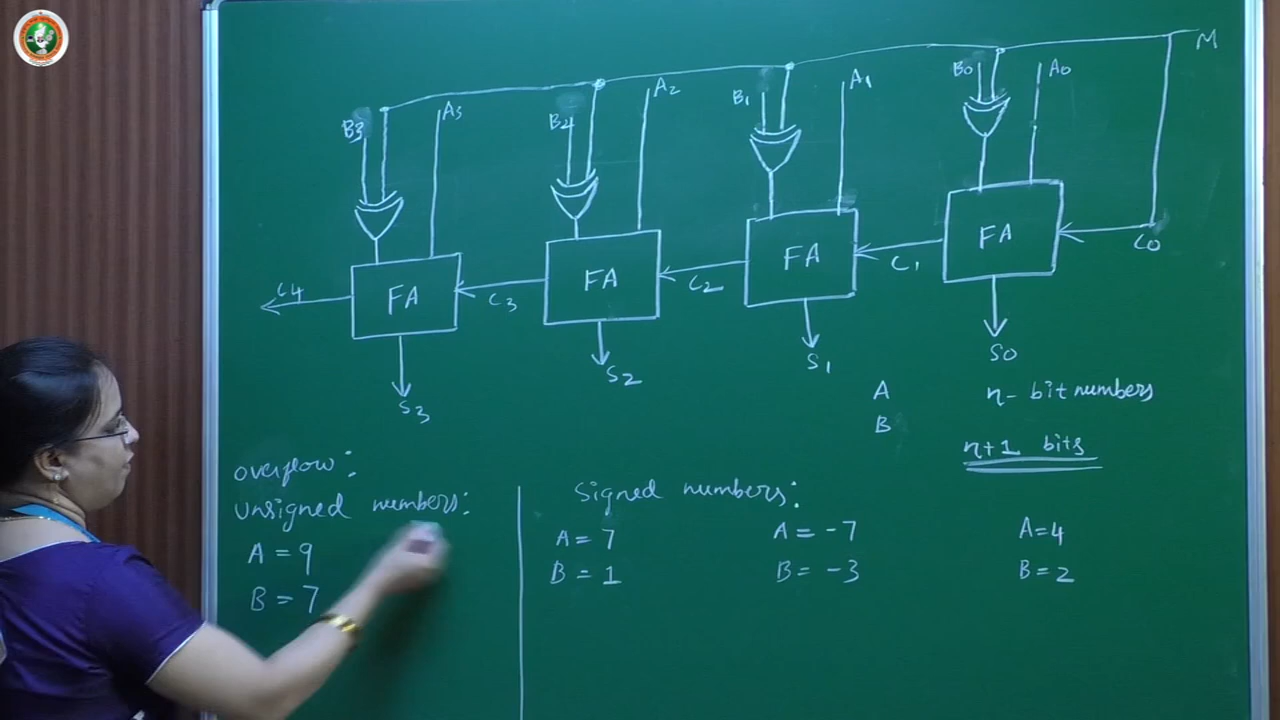 M
B3 A3 B4 A2 B1 A1 B0 A0
FA FA FA FA
C4 C3 C2 C1 C0
S3 S2 S1 S0
A n- bit numbers
B
n+1 bits
overflow:
unsigned numbers:
A = 9
B = 7
Signed numbers:
A = 7 A = -7 A=4
B = 1 B = -3 B = 2